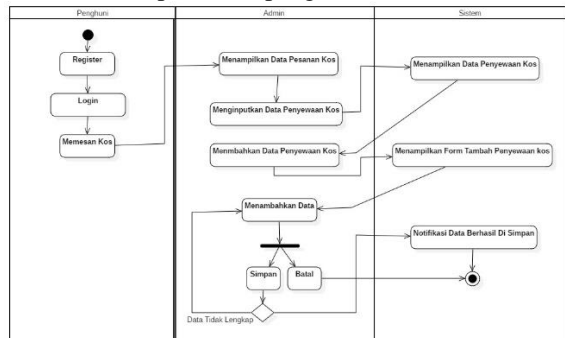 Penghuni
Admin
Sistem
Register
Login
Memesan Kos
Menampilkan Data Pesanan Kos
Menginputkan Data Penyewaan Kos
Menmbahkan Data Penyewaan Kos
Menambahkan Data
Simpan
Batal
Data Tidak Lengkap
Menampilkan Data Penyewaan Kos
Menampilkan Form Tambah Penyewaan kos
Notifikasi Data Berhasil Di Simpan